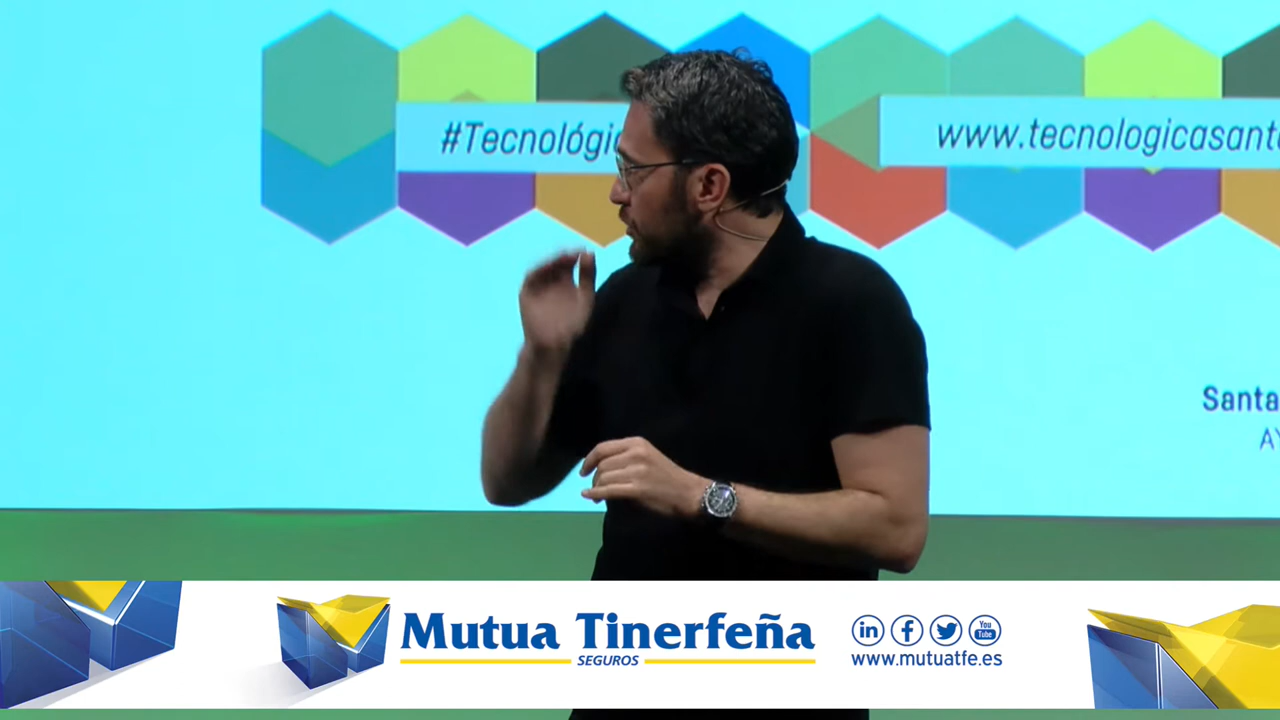 #Tecnológi
www.tecnologicasant
Santa
AY
Mutua Tinerfeña
SEGUROS
in f You Tube
www.mutuatfe.es